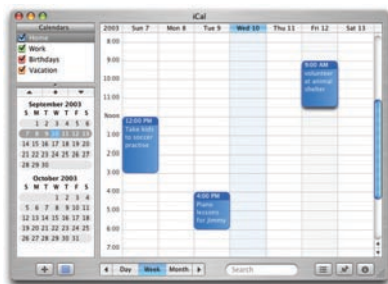 iCal
Calendars
Home
Work
Birthdays
Vacation
September 2003
S M T W T F S
1 2 3 4 5 6
7 8 9 10 11 12 13
14 15 16 17 18 19 20
21 22 23 24 25 26 27
28 29 30
October 2003
S M T W T F S
1 2 3 4
5 6 7 8 9 10 11
12 13 14 15 16 17 18
19 20 21 22 23 24 25
26 27 28 29 30 31
2003 Sun 7 Mon 8 Tue 9 Wed 10 Thu 11 Fri 12 Sat 13
8:00
9:00
10:00
11:00
Noon
1:00
2:00
3:00
4:00
5:00
6:00
7:00
9:00 AM
volunteer
at animal
shelter
12:00 PM
Take kids
to soccer
practise
4:00 PM
Piano
lessons
for Jimmy
Day Week Month
Search